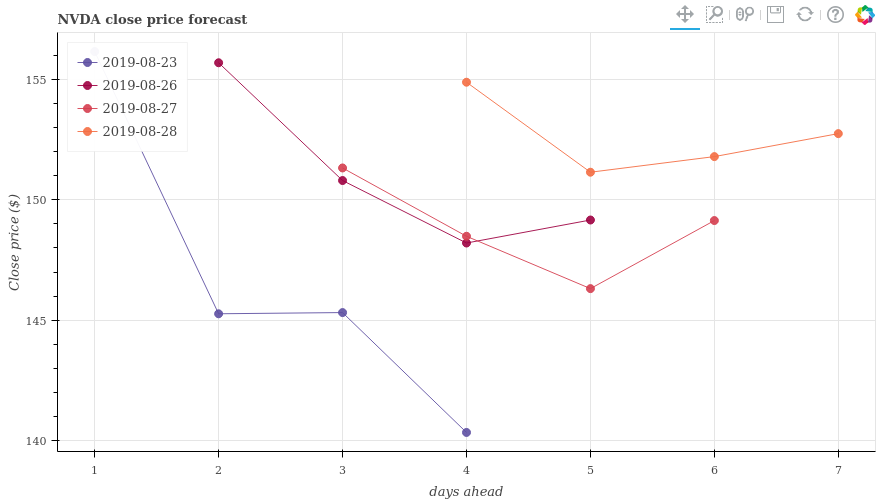 NVDA close price forecast
2019-08-23
2019-08-26
2019-08-27
2019-08-28
155
150
145
140
Close price ($)
1 2 3 4 5 6 7
days ahead